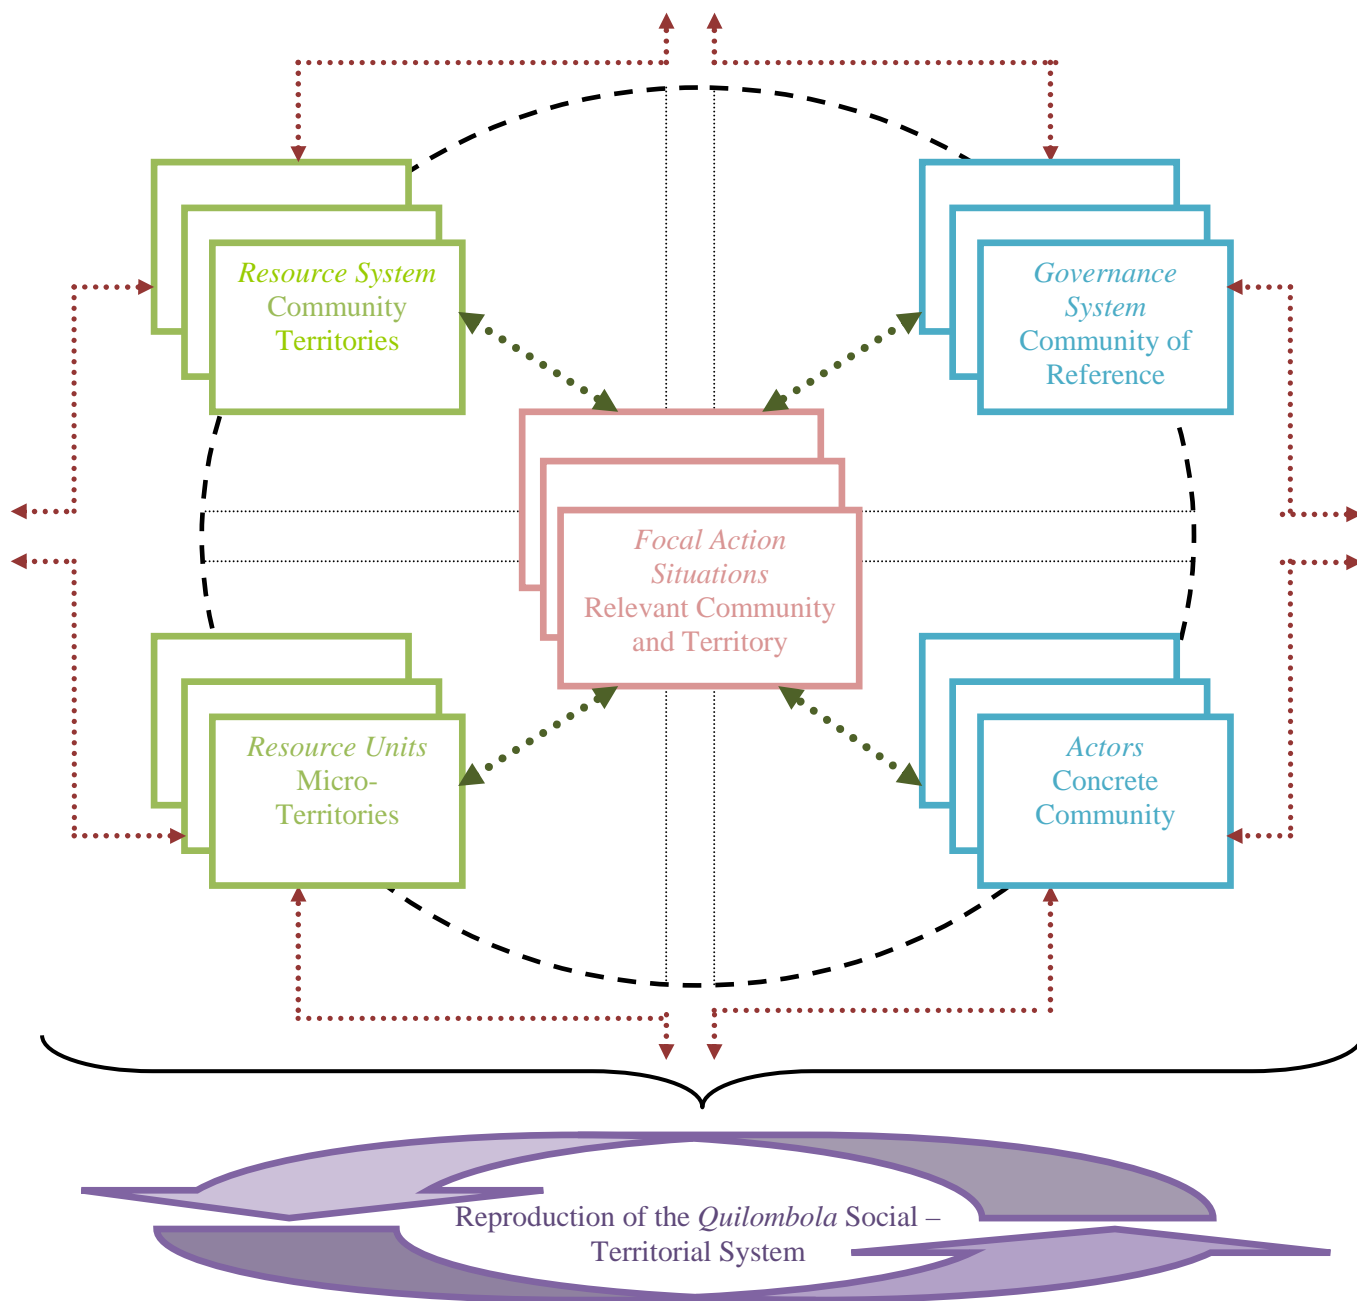 Resource System
Community
Territories
Governance
System
Community of
Reference
Focal Action
Situations
Relevant Community
and Territory
Resource Units
Micro-
Territories
Actors
Concrete
Community
Reproduction of the Quilombola Social –
Territorial System